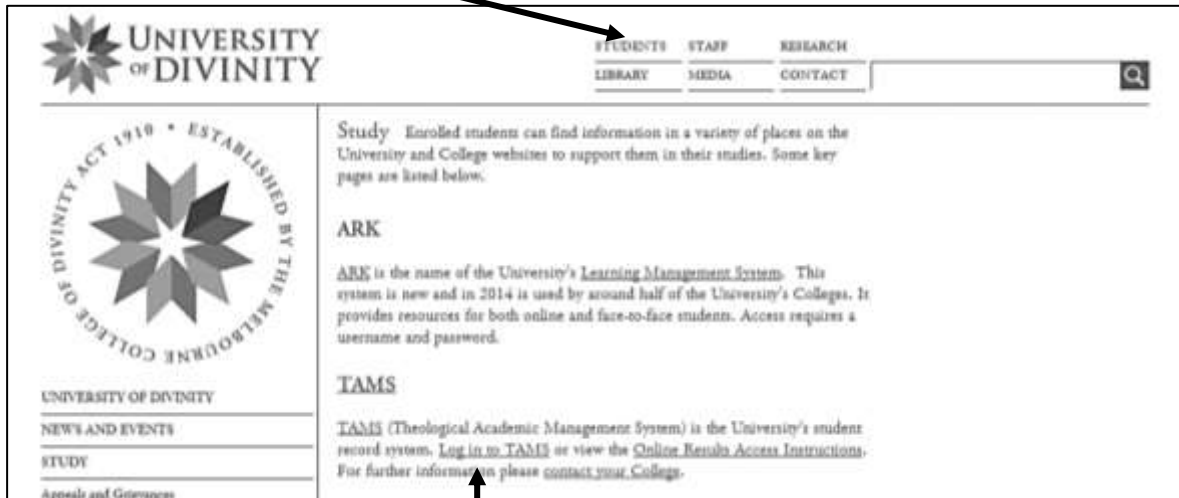 UNIVERSITY
OF DIVINITY
STUDENTS STAFF RESEARCH
LIBRARY MEDIA CONTACT
DIVINITY ACT 1910 • ESTABLISHED BY THE MELBOURNE COLLEGE OF
Study Enrolled students can find information in a variety of places on the
University and College websites to support them in their studies. Some key
pages are listed below.
ARK
ARK is the name of the University's Learning Management System. This
system is new and in 2014 is used by around half of the University's Colleges. It
provides resources for both online and face-to-face students. Access requires a
username and password.
TAMS
TAMS (Theological Academic Management System) is the University's student
record system. Log in to TAMS or view the Online Results Access Instructions.
For further information please contact your College.
UNIVERSITY OF DIVINITY
NEWS AND EVENTS
STUDY
Appeals and Grievances